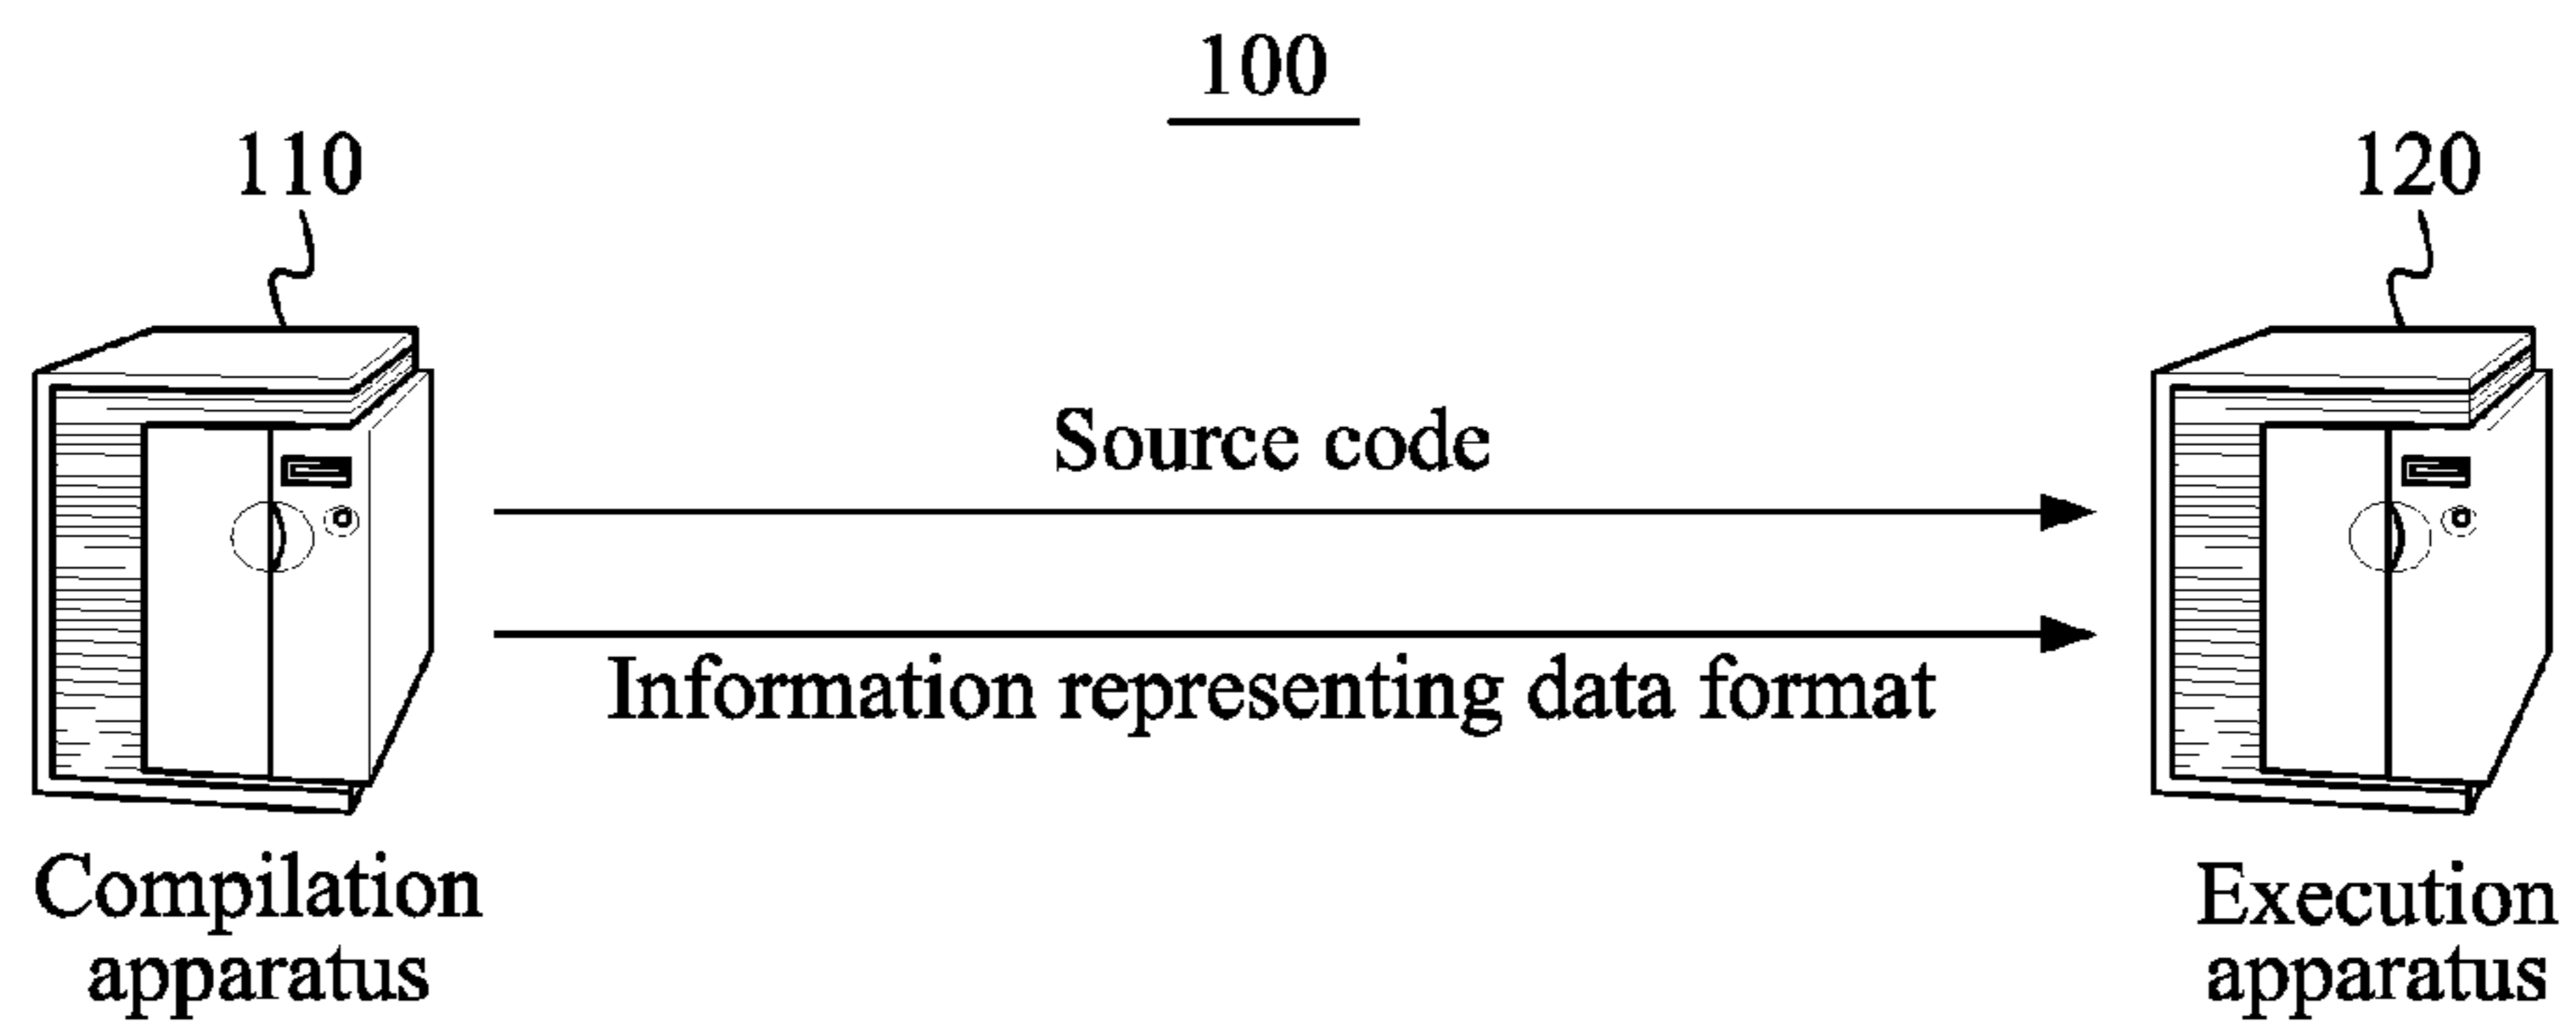 100
110
120
Source code
Information representing data format
Compilation
apparatus
Execution
apparatus